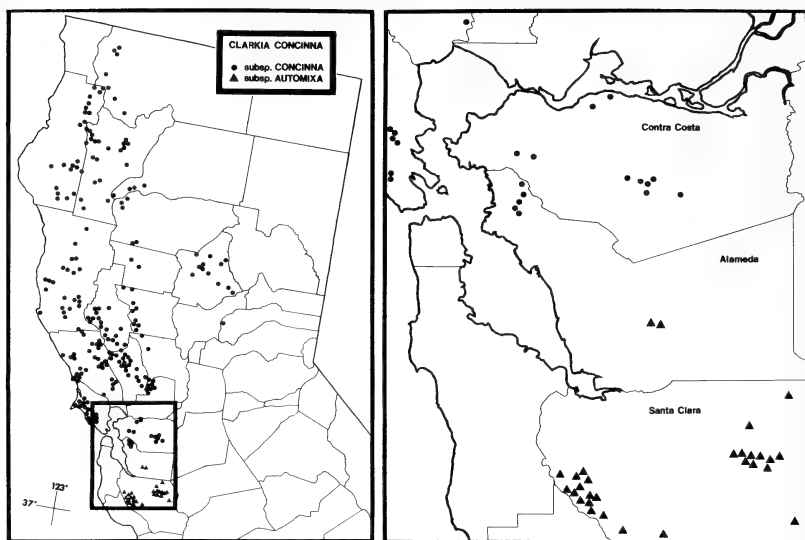 CLARKIA CONCINNA
● subsp. CONCINNA
▲ subsp. AUTOMIXA
123°
37°
Contra Costa
Alameda
Santa Clara